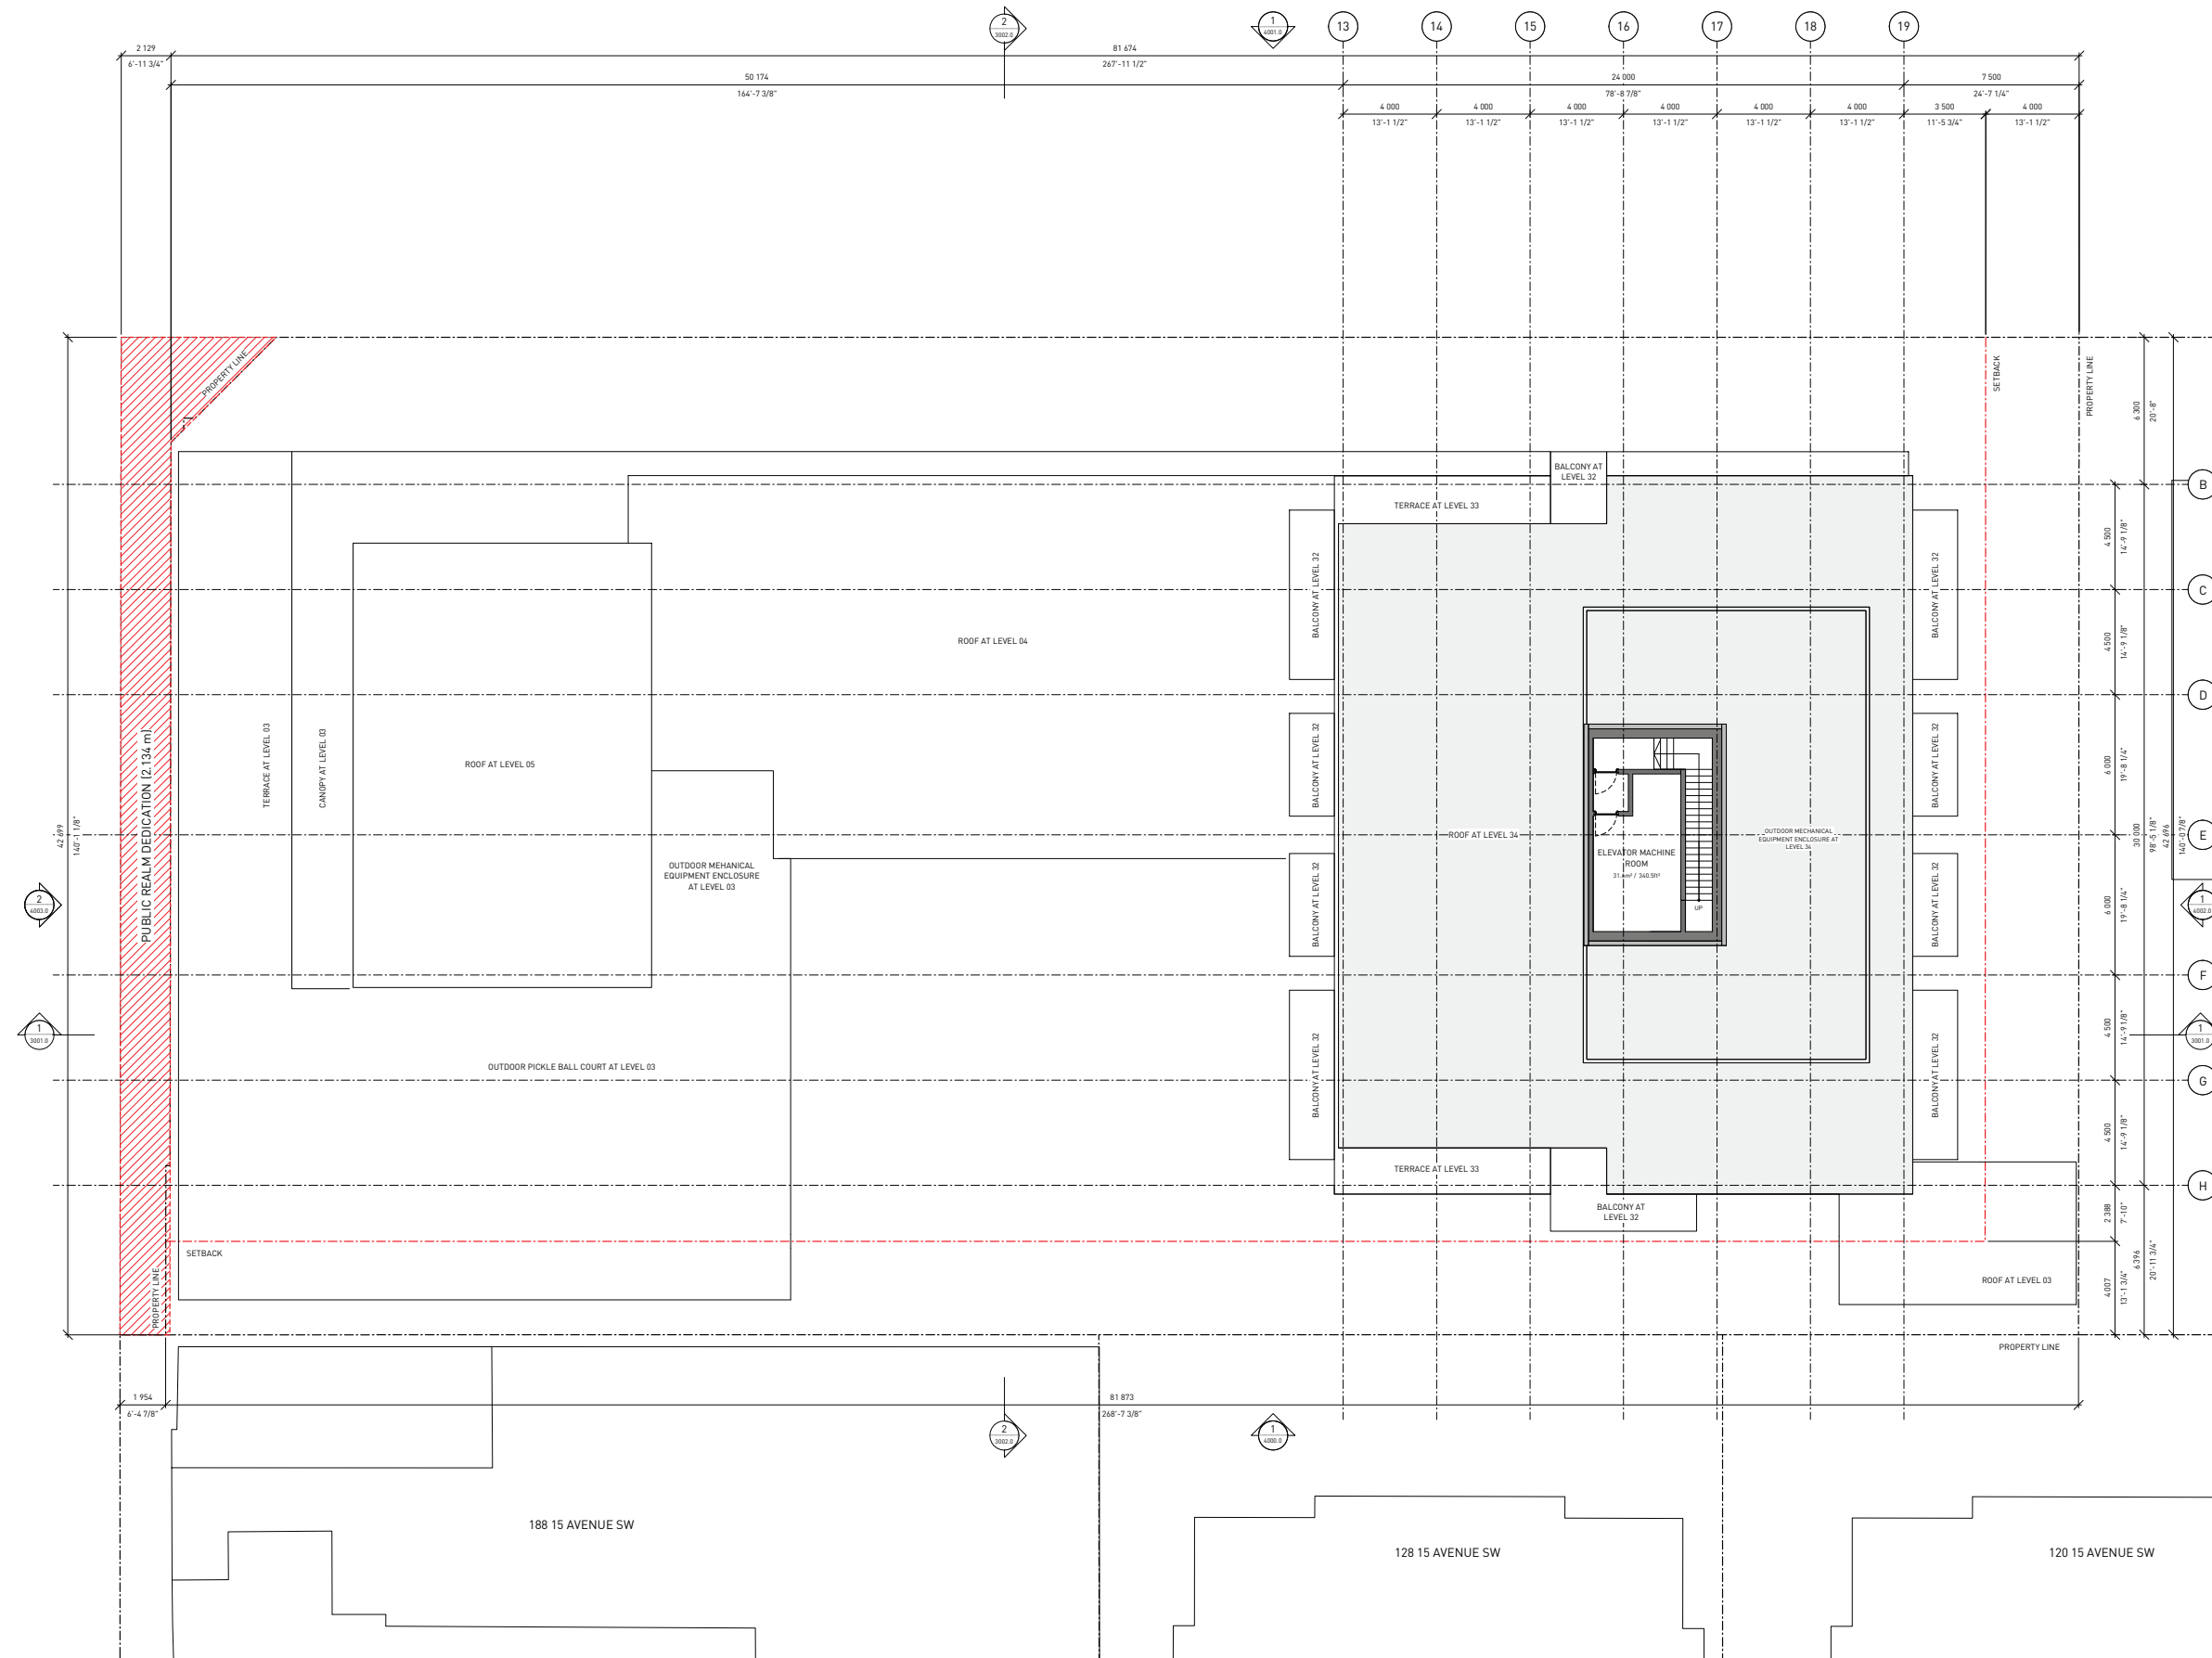 2
3002.0
1
4001.0
13
14
15
16
17
18
19
2 129
6'-11 3/4"
81 674
267'-11 1/2"
50 174
164'-7 3/8"
24 000
78'-8 7/8"
7 500
24'-7 1/4"
4 000
4 000
4 000
4 000
4 000
4 000
3 500
4 000
13'-1 1/2"
13'-1 1/2"
13'-1 1/2"
13'-1 1/2"
13'-1 1/2"
13'-1 1/2"
11'-5 3/4"
13'-1 1/2"
PROPERTY LINE
SETBACK
PROPERTY LINE
6 300
20'-8"
BALCONY AT
LEVEL 32
TERRACE AT LEVEL 33
B
4 500
14'-9 1/8"
BALCONY AT LEVEL 32
BALCONY AT LEVEL 32
C
ROOF AT LEVEL 04
4 500
14'-9 1/8"
D
PUBLIC REALM DEDICATION (2.134 m)
TERRACE AT LEVEL 03
CANOPY AT LEVEL 03
ROOF AT LEVEL 05
BALCONY AT LEVEL 32
BALCONY AT LEVEL 32
6 000
19'-8 1/4"
42 699
140'-1 1/8"
ROOF AT LEVEL 34
OUTDOOR MECHANICAL
EQUIPMENT ENCLOSURE AT
LEVEL 34
30 000
98'-5 1/8"
42 696
140'-0 7/8"
E
OUTDOOR MEHANICAL
EQUIPMENT ENCLOSURE
AT LEVEL 03
ELEVATOR MACHINE
ROOM
/ 340.5ft²
UP
BALCONY AT LEVEL 32
BALCONY AT LEVEL 32
6 000
19'-8 1/4"
2
4003.0
1
4002.0
F
1
3001.0
1
3001.0
4 500
14'-9 1/8"
OUTDOOR PICKLE BALL COURT AT LEVEL 03
BALCONY AT LEVEL 32
BALCONY AT LEVEL 32
G
4 500
14'-9 1/8"
TERRACE AT LEVEL 33
H
BALCONY AT
LEVEL 32
2 388
7'-10"
SETBACK
PROPERTY LINE
ROOF AT LEVEL 03
6 396
20'-11 3/4"
4 007
13'-1 3/4"
PROPERTY LINE
1 954
6'-4 7/8"
81 873
268'-7 3/8"
2
3002.0
1
4000.0
188 15 AVENUE SW
128 15 AVENUE SW
120 15 AVENUE SW